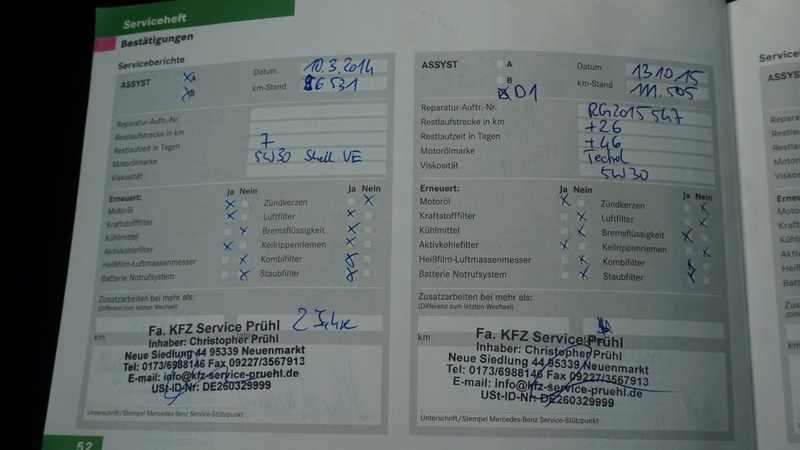 Serviceheft
Bestätigungen
Serviceberichte
ASSYST
A
B
Datum 10.3.2014
km-Stand 86531
Reparatur-Auftr.-Nr.
Restlaufstrecke in km
Restlaufzeit in Tagen 7
Motorölmarke 5W30 Shell VE
Viskosität
Erneuert: Ja Nein Ja Nein
Motoröl x Zündkerzen x
Kraftstofffilter x Luftfilter x
Kühlmittel x Bremsflüssigkeit x
Aktivkohlefilter x Keilrippenriemen x
Heißfilm-Luftmassenmesser x Kombifilter
Batterie Notrufsystem x Staubfilter
Zusatzarbeiten bei mehr als:
(Differenz zum letzten Wechsel)
2 Jahre
km
Jahre
Fa. KFZ Service Prühl
Inhaber: Christopher Prühl
Neue Siedlung 44 95339 Neuenmarkt
Tel: 0173/6988146 Fax 09227/3567913
E-mail: info@kfz-service-pruehl.de
USt-ID-Nr: DE260329999
Unterschrift/Stempel Mercedes-Benz Service-Stützpunkt
52
ASSYST
A
B
D1
Datum 13.10.15
km-Stand 111.505
Reparatur-Auftr.-Nr. RG2015547
Restlaufstrecke in km +26
Restlaufzeit in Tagen +46
Motorölmarke
Viskosität 5W30
Erneuert: Ja Nein Ja Nein
Motoröl x Zündkerzen x
Kraftstofffilter x Luftfilter x
Kühlmittel x Bremsflüssigkeit x
Aktivkohlefilter x Keilrippenriemen x
Heißfilm-Luftmassenmesser x Kombifilter
Batterie Notrufsystem x Staubfilter x
Zusatzarbeiten bei mehr als:
(Differenz zum letzten Wechsel)
km
Fa. KFZ Service Prühl
Inhaber: Christopher Prühl
Neue Siedlung 44 95339 Neuenmarkt
Tel: 0173/6988146 Fax 09227/3567913
E-mail: info@kfz-service-pruehl.de
USt-ID-Nr: DE260329999
Unterschrift/Stempel Mercedes-Benz Service-Stützpunkt